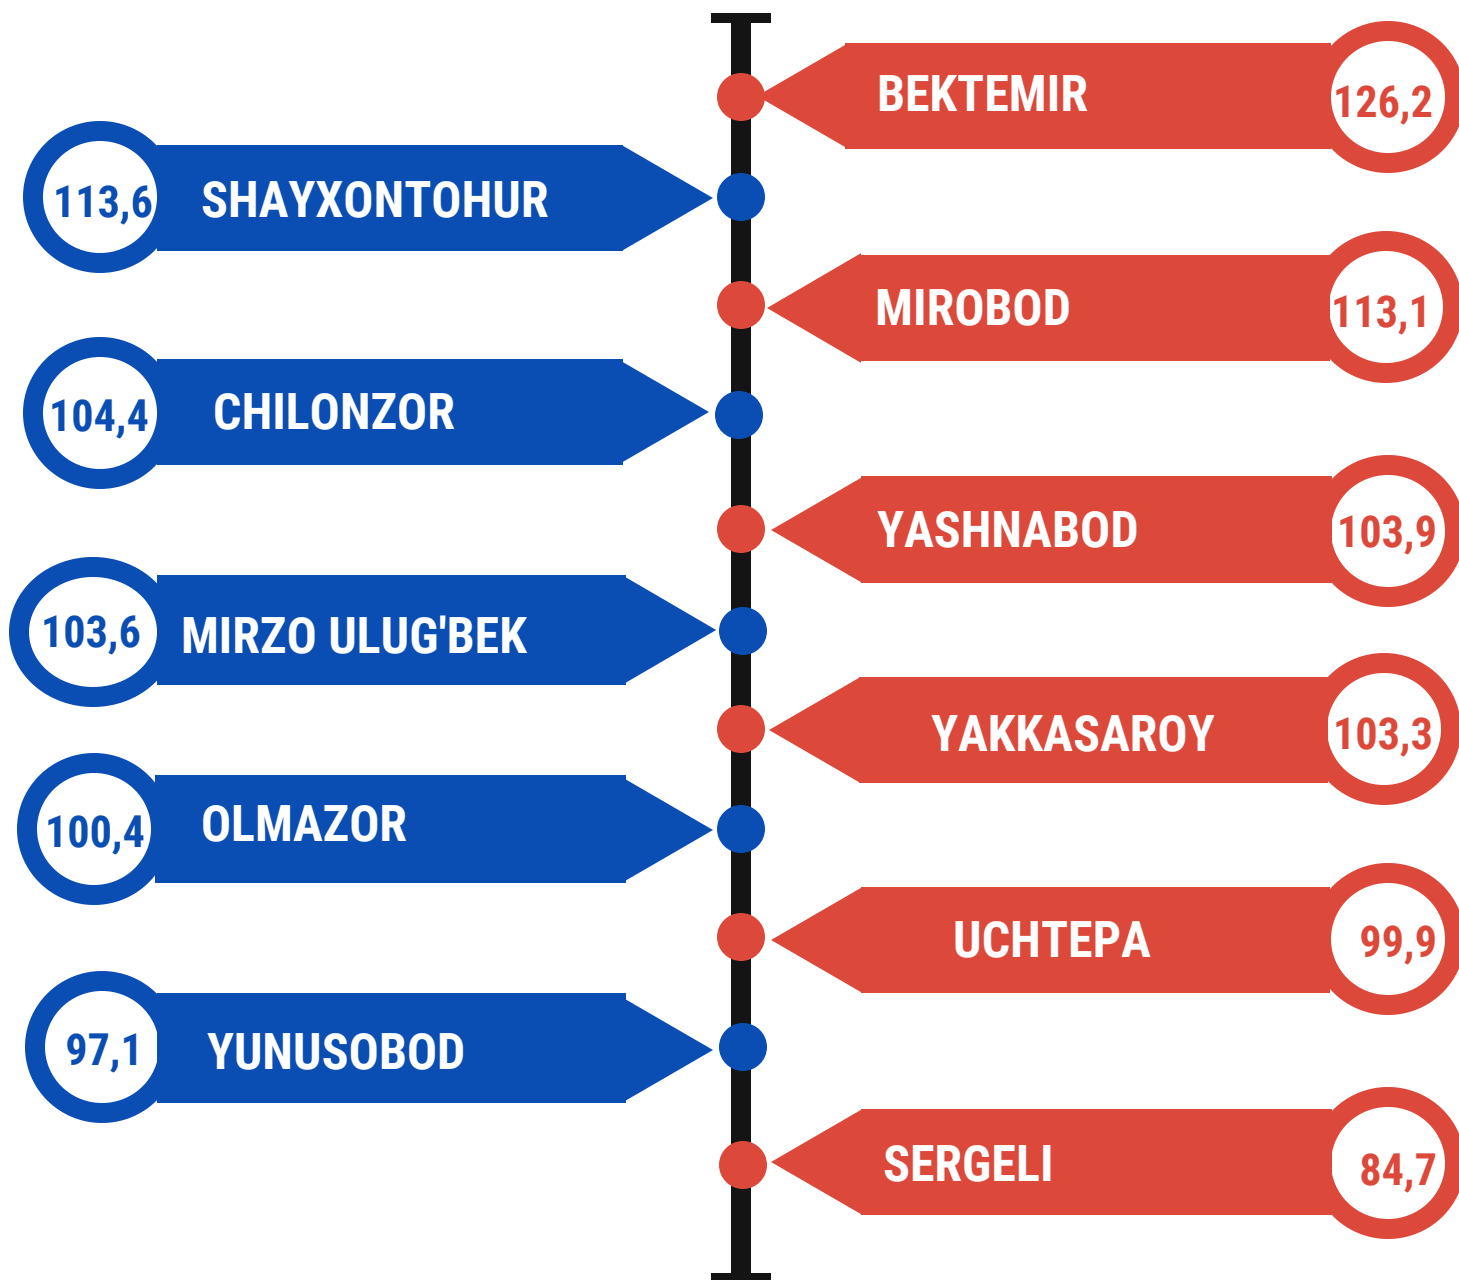 BEKTEMIR 126,2
113,6 SHAYXONTOHUR
MIROBOD 113,1
104,4 CHILONZOR
YASHNABOD 103,9
103,6 MIRZO ULUG'BEK
YAKKASAROY 103,3
100,4 OLMAZOR
UCHTEPA 99,9
97,1 YUNUSOBOD
SERGELI 84,7